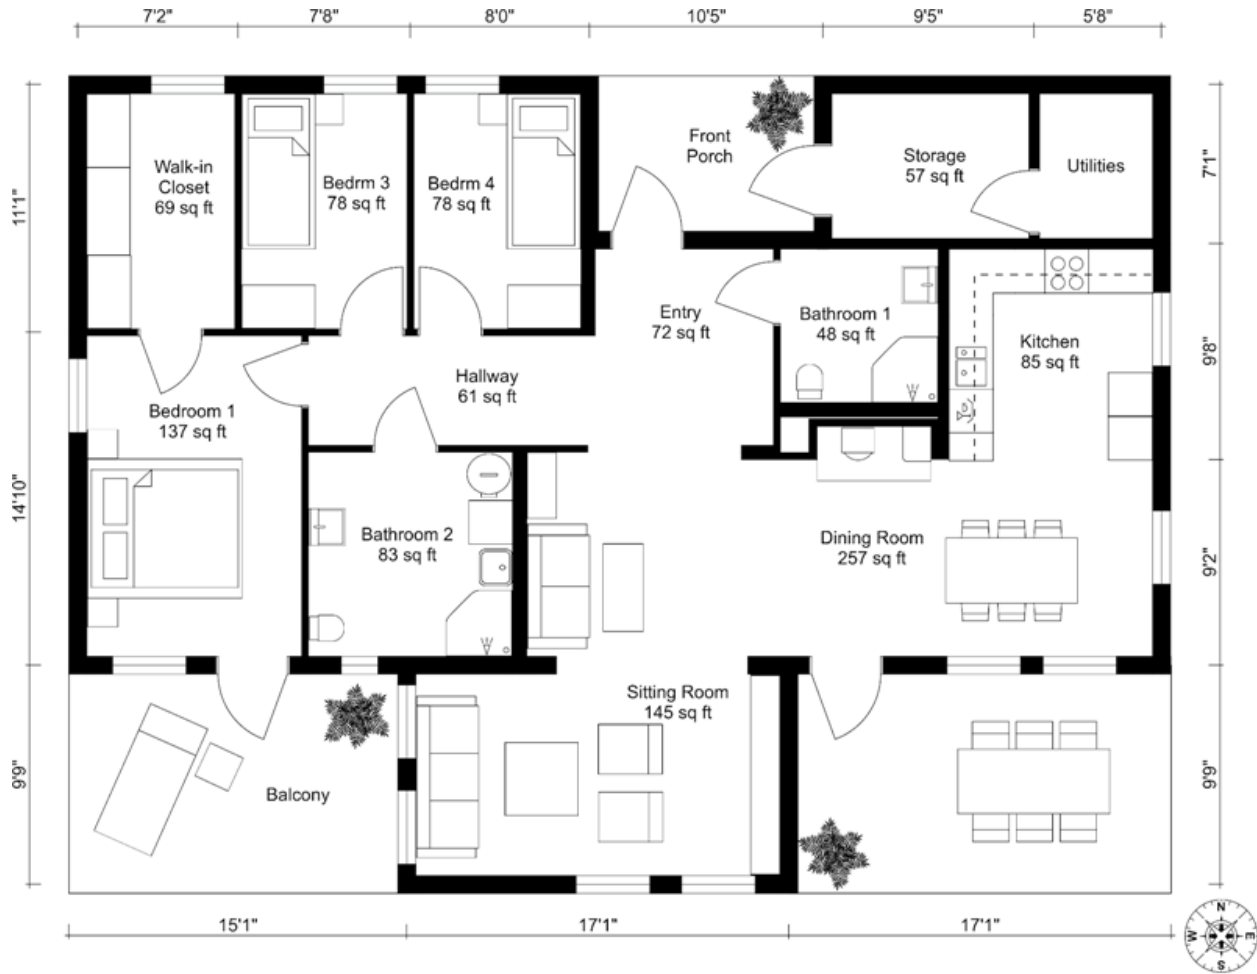 7'2"
7'8"
8'0"
10'5"
9'5"
5'8"
Walk-in
Closet
69 sq ft
Bedrm 3
78 sq ft
Bedrm 4
78 sq ft
Front
Porch
Storage
57 sq ft
Utilities
11'1"
7'1"
Entry
72 sq ft
Bathroom 1
48 sq ft
Kitchen
85 sq ft
9'8"
Hallway
61 sq ft
Bedroom 1
137 sq ft
14'10"
Bathroom 2
83 sq ft
Dining Room
257 sq ft
9'2"
Sitting Room
145 sq ft
9'9"
Balcony
9'9"
15'1"
17'1"
17'1"
N
W
E
S